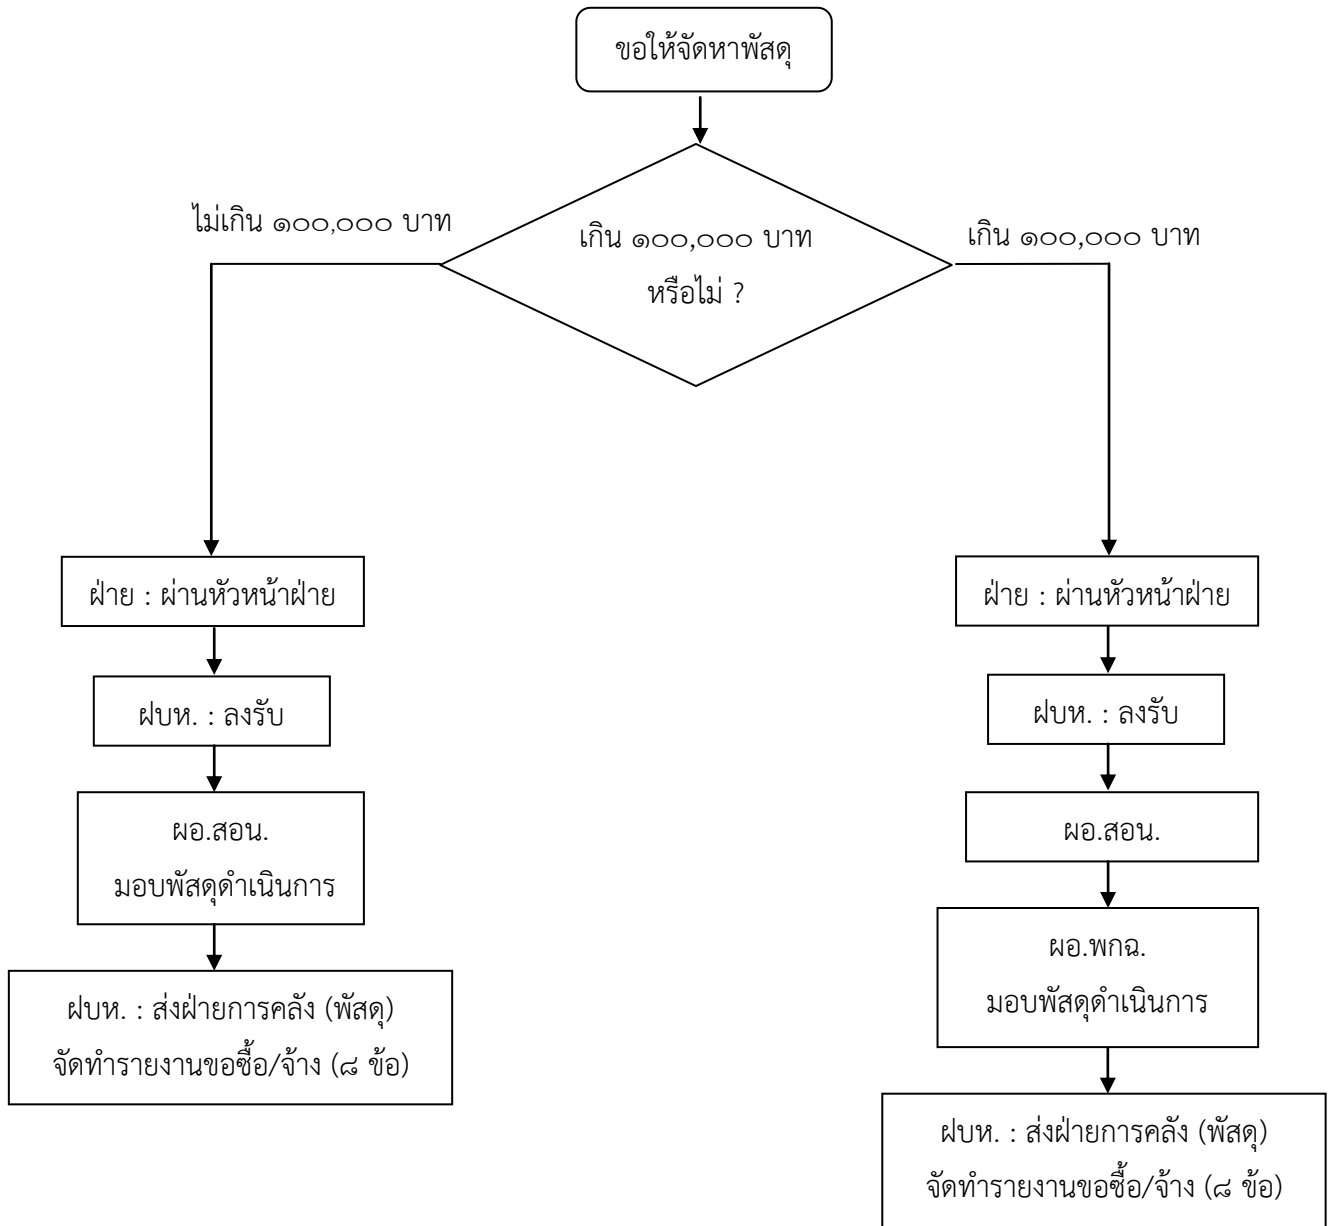 ขอให้จัดหาพัสดุ
ไม่เกิน ๑๐๐,๐๐๐ บาท
เกิน ๑๐๐,๐๐๐ บาท
หรือไม่ ?
เกิน ๑๐๐,๐๐๐ บาท
ฝ่าย : ผ่านหัวหน้าฝ่าย
ฝบห. : ลงรับ
ผอ.สอน.
มอบพัสดุดำเนินการ
ฝบห. : ส่งฝ่ายการคลัง (พัสดุ)
จัดทำรายงานขอซื้อ/จ้าง (๘ ข้อ)
ฝ่าย : ผ่านหัวหน้าฝ่าย
ฝบห. : ลงรับ
ผอ.สอน.
ผอ.พกฉ.
มอบพัสดุดำเนินการ
ฝบห. : ส่งฝ่ายการคลัง (พัสดุ)
จัดทำรายงานขอซื้อ/จ้าง (๘ ข้อ)